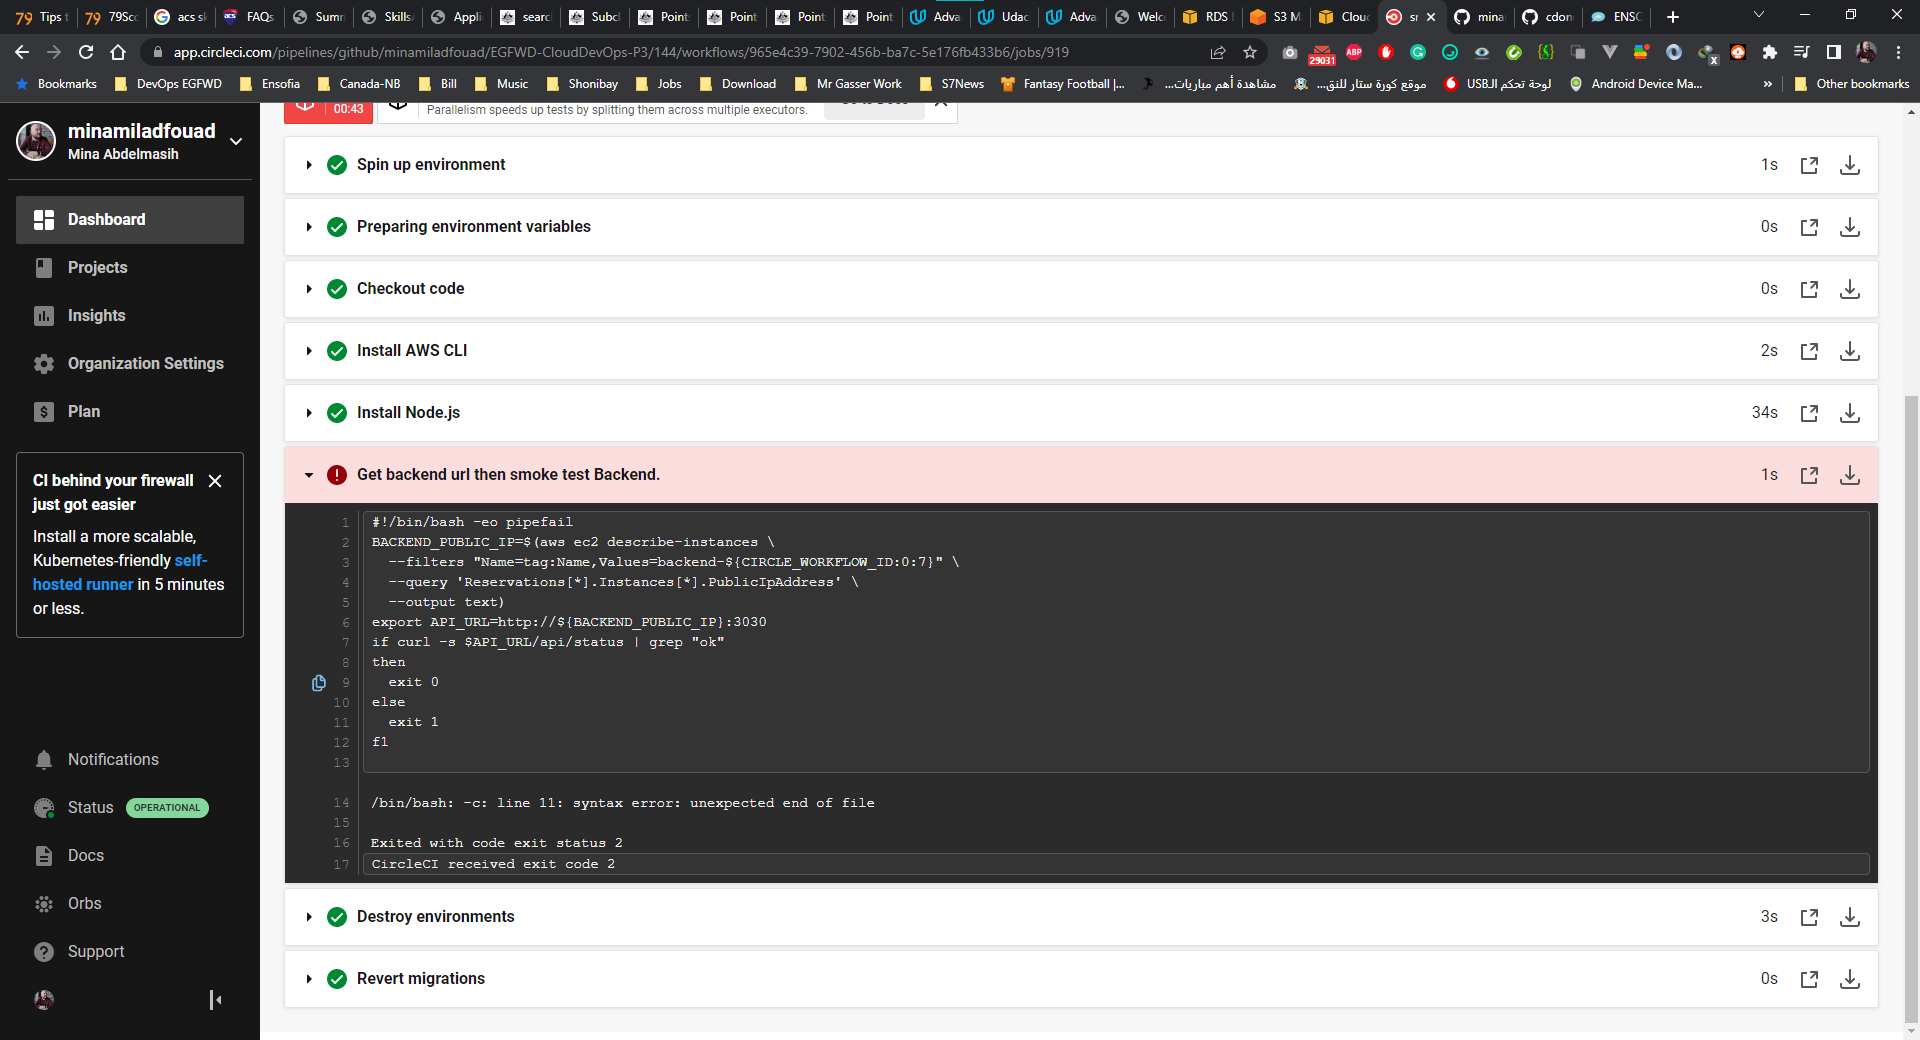 Tips t
79Sco
acs sk
FAQs
Sumr
Skills/
Appli
searc
Subcl
Point
Point
Point
Point
Adva
Udac
Adva
Welc
RDS
S3 M
Clou
sr
mina
cdon
ENSC
app.circleci.com/pipelines/github/minamiladfouad/EGFWD-CloudDevOps-P3/144/workflows/965e4c39-7902-456b-ba7c-5e176fb433b6/jobs/919
29031
ABP
X
Bookmarks
DevOps EGFWD
Ensofia
Canada-NB
Bill
Music
Shonibay
Jobs
Download
Mr Gasser Work
S7News
Fantasy Football |...
مشاهدة أهم مباريات...
موقع كورة ستار للنق...
لوحة تحكم الـUSB
Android Device Ma...
»
Other bookmarks
minamiladfouad
Mina Abdelmasih
Dashboard
Projects
Insights
Organization Settings
Plan
CI behind your firewall
just got easier
Install a more scalable,
Kubernetes-friendly self-
hosted runner in 5 minutes
or less.
Notifications
Status OPERATIONAL
Docs
Orbs
Support
00:43
Parallelism speeds up tests by splitting them across multiple executors.
Spin up environment 1s
Preparing environment variables 0s
Checkout code 0s
Install AWS CLI 2s
Install Node.js 34s
Get backend url then smoke test Backend. 1s
1 #!/bin/bash -eo pipefail
2 BACKEND_PUBLIC_IP=$(aws ec2 describe-instances \
3 --filters "Name=tag:Name,Values=backend-${CIRCLE_WORKFLOW_ID:0:7}" \
4 --query 'Reservations[*].Instances[*].PublicIpAddress' \
5 --output text)
6 export API_URL=http://${BACKEND_PUBLIC_IP}:3030
7 if curl -s $API_URL/api/status | grep "ok"
8 then
9 exit 0
10 else
11 exit 1
12 f1
13
14 /bin/bash: -c: line 11: syntax error: unexpected end of file
15
16 Exited with code exit status 2
17 CircleCI received exit code 2
Destroy environments 3s
Revert migrations 0s